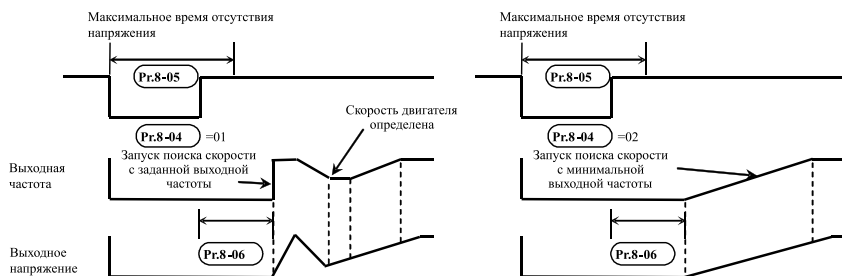 Максимальное время отсутствия
напряжения
Pr.8-05
Pr.8-04 =01
Скорость двигателя
определена
Выходная
частота
Запуск поиска скорости
с заданной выходной
частоты
Pr.8-06
Выходное
напряжение
Максимальное время отсутствия
напряжения
Pr.8-05
Pr.8-04 =02
Запуск поиска скорости
с минимальной
выходной частоты
Pr.8-06